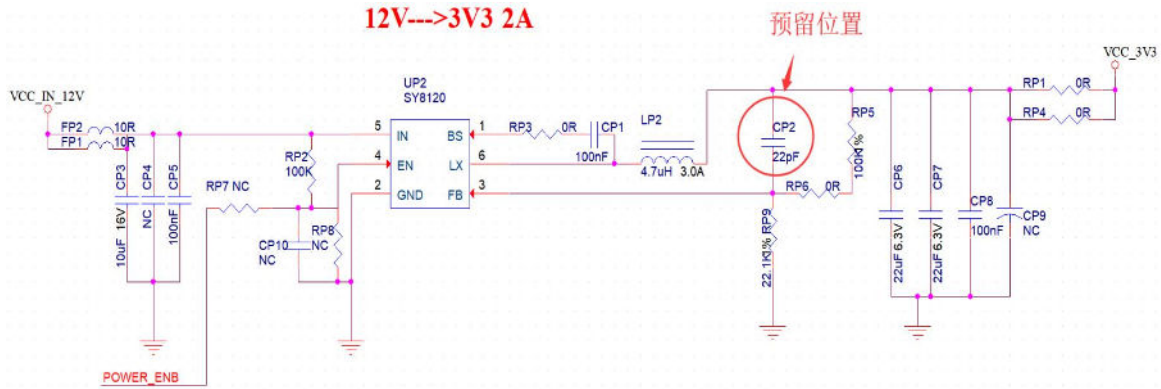 12V--->3V3 2A
预留位置
VCC_3V3
VCC_IN_12V
UP2
SY8120
RP1 0R
RP4 0R
FP2 10R
FP1 10R
5 IN BS 1
4 EN LX 6
2 GND FB 3
RP3 0R
CP1
100nF
LP2
4.7uH 3.0A
CP2
22pF
RP5
100K1%
RP6 0R
RP2
100K
RP7 NC
CP3
10uF 16V
CP4
NC
CP5
100nF
CP10
NC
RP8
NC
RP9
22.1K1%
CP6
22uF 6.3V
CP7
22uF 6.3V
CP8
100nF
CP9
NC
POWER_ENB